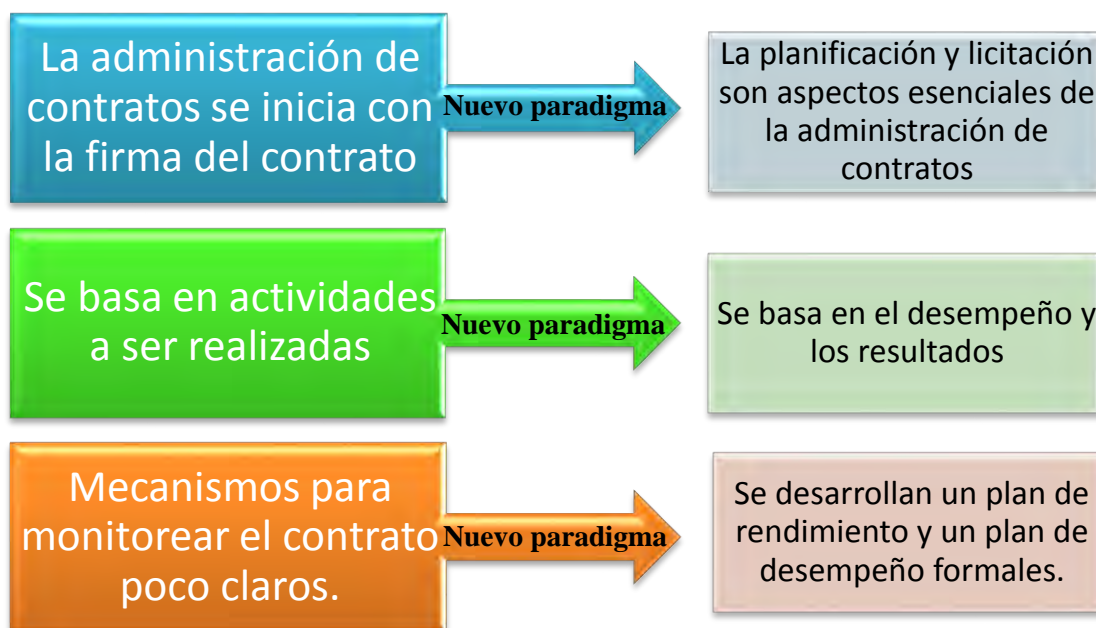 La administración de
contratos se inicia con
la firma del contrato
Nuevo paradigma
La planificación y licitación
son aspectos esenciales de
la administración de
contratos
Se basa en actividades
a ser realizadas
Nuevo paradigma
Se basa en el desempeño y
los resultados
Mecanismos para
monitorear el contrato
poco claros.
Nuevo paradigma
Se desarrollan un plan de
rendimiento y un plan de
desempeño formales.